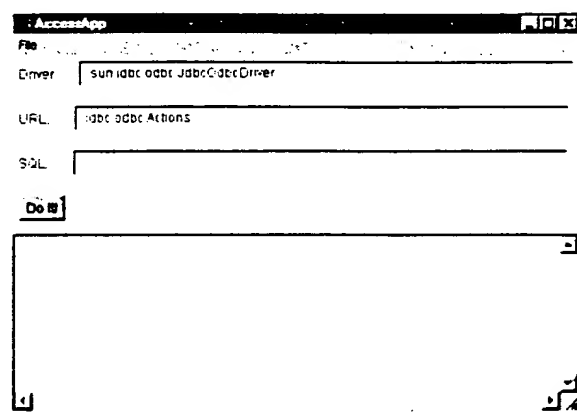 AccessApp
File
Driver sun.jdbc.odbc.JdbcOdbcDriver
URL: jdbc:odbc:Actions
SQL:
Do It!